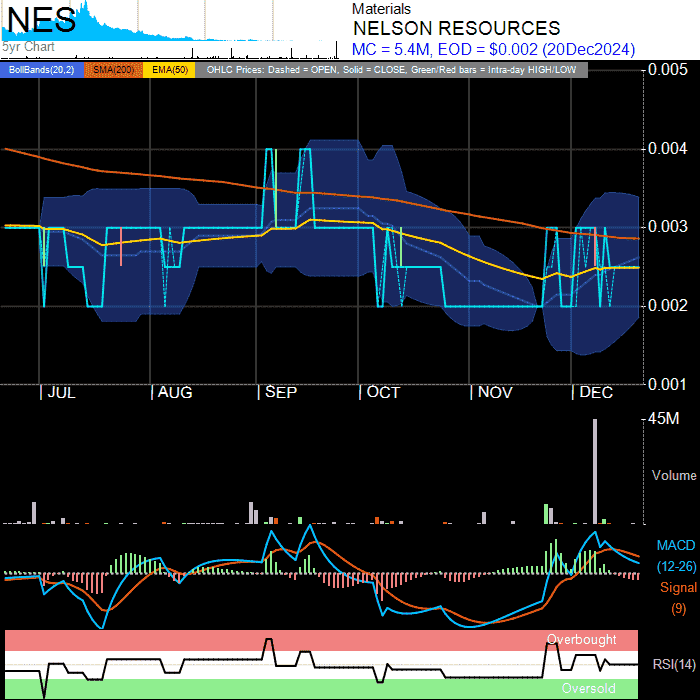 NES
5yr Chart
Materials
NELSON RESOURCES
MC = 5.4M, EOD = $0.002 (20Dec2024)
BollBands(20,2) SMA(200) EMA(50) OHLC Prices: Dashed = OPEN, Solid = CLOSE, Green/Red bars = Intra-day HIGH/LOW
0.005
0.004
0.003
0.002
0.001
JUL AUG SEP OCT NOV DEC
45M
Volume
MACD
(12-26)
Signal
(9)
Overbought
RSI(14)
Oversold